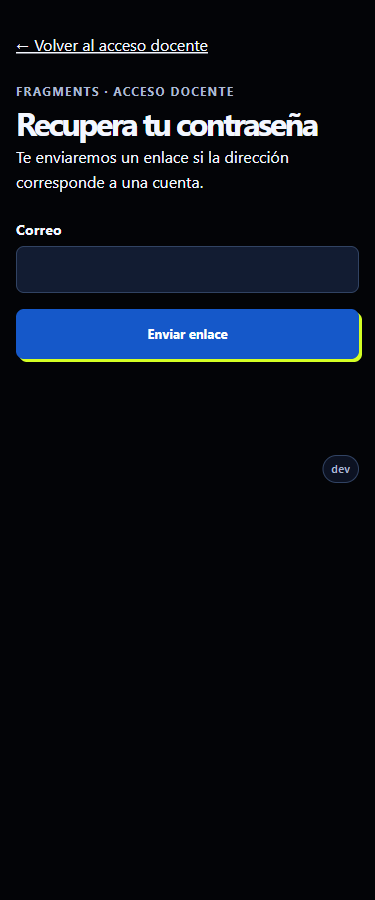 ← Volver al acceso docente
FRAGMENTS · ACCESO DOCENTE
Recupera tu contraseña
Te enviaremos un enlace si la dirección
corresponde a una cuenta.
Correo
Enviar enlace
dev